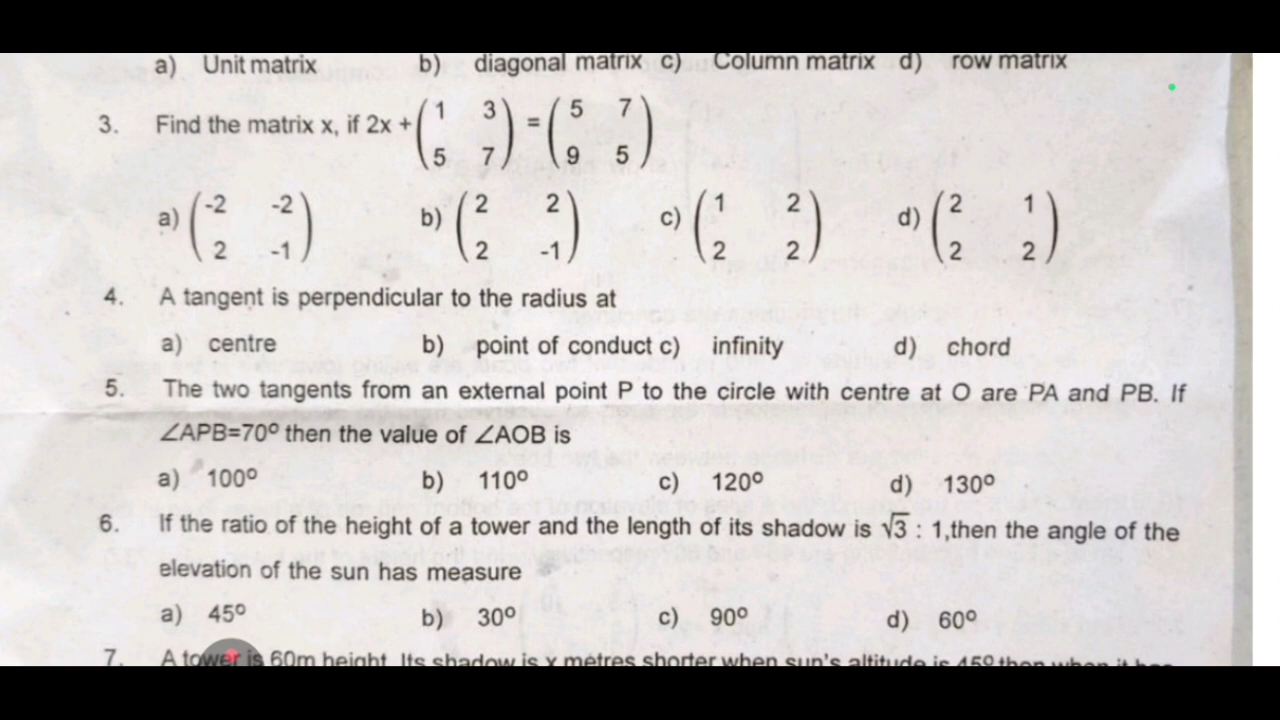 a) Unit matrix b) diagonal matrix c) Column matrix d) row matrix
3. Find the matrix x, if 2x + ( 1 3 ) = ( 5 7 )
5 7 9 5
a) ( -2 -2 ) b) ( 2 2 ) c) ( 1 2 ) d) ( 2 1 )
2 -1 2 -1 2 2 2 2
4. A tangent is perpendicular to the radius at
a) centre b) point of conduct c) infinity d) chord
5. The two tangents from an external point P to the circle with centre at O are PA and PB. If
∠APB=70° then the value of ∠AOB is
a) 100° b) 110° c) 120° d) 130°
6. If the ratio of the height of a tower and the length of its shadow is √3 : 1,then the angle of the
elevation of the sun has measure
a) 45° b) 30° c) 90° d) 60°
7. A tower is 60m height. Its shadow is x metres shorter when sun's altitude is 45° then when it has